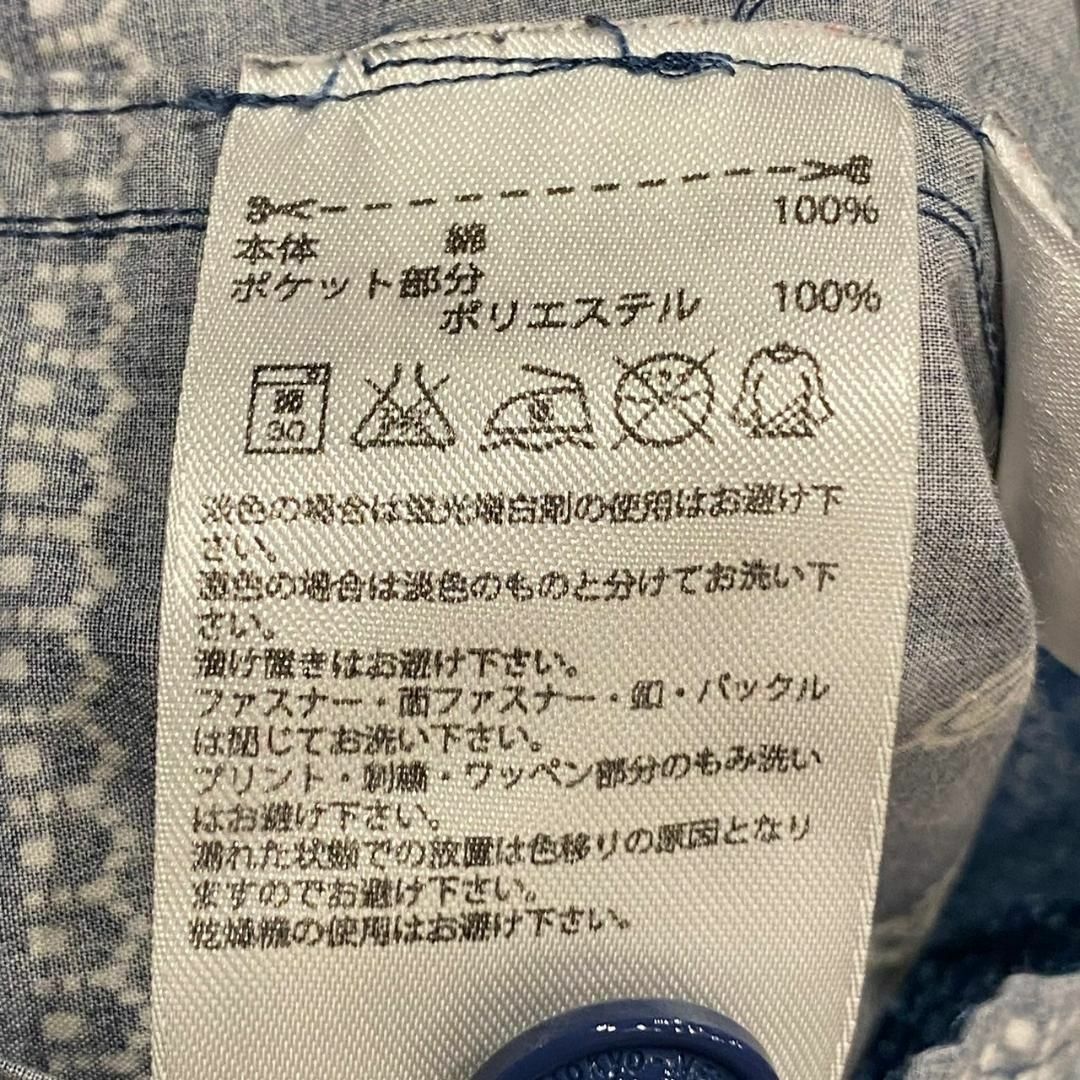 100%
本体 綿
ポケット部分
ポリエステル 100%
弱
30
淡色の場合は蛍光増白剤の使用はお避け下
さい。
濃色の場合は淡色のものと分けてお洗い下
さい。
漬け置きはお避け下さい。
ファスナー・面ファスナー・釦・バックル
は閉じてお洗い下さい。
プリント・刺繍・ワッペン部分のもみ洗い
はお避け下さい。
濡れた状態での放置は色移りの原因となり
ますのでお避け下さい。
乾燥機の使用はお避け下さい。